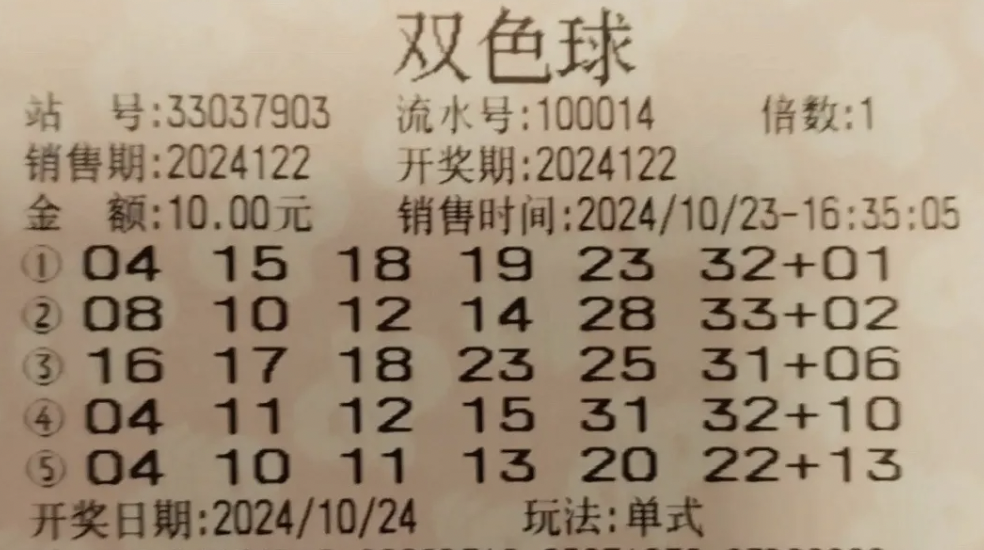 双色球
站 号:33037903 流水号:100014 倍数:1
销售期:2024122 开奖期:2024122
金 额:10.00元 销售时间:2024/10/23-16:35:05
① 04 15 18 19 23 32+01
② 08 10 12 14 28 33+02
③ 16 17 18 23 25 31+06
④ 04 11 12 15 31 32+10
⑤ 04 10 11 13 20 22+13
开奖日期:2024/10/24 玩法:单式